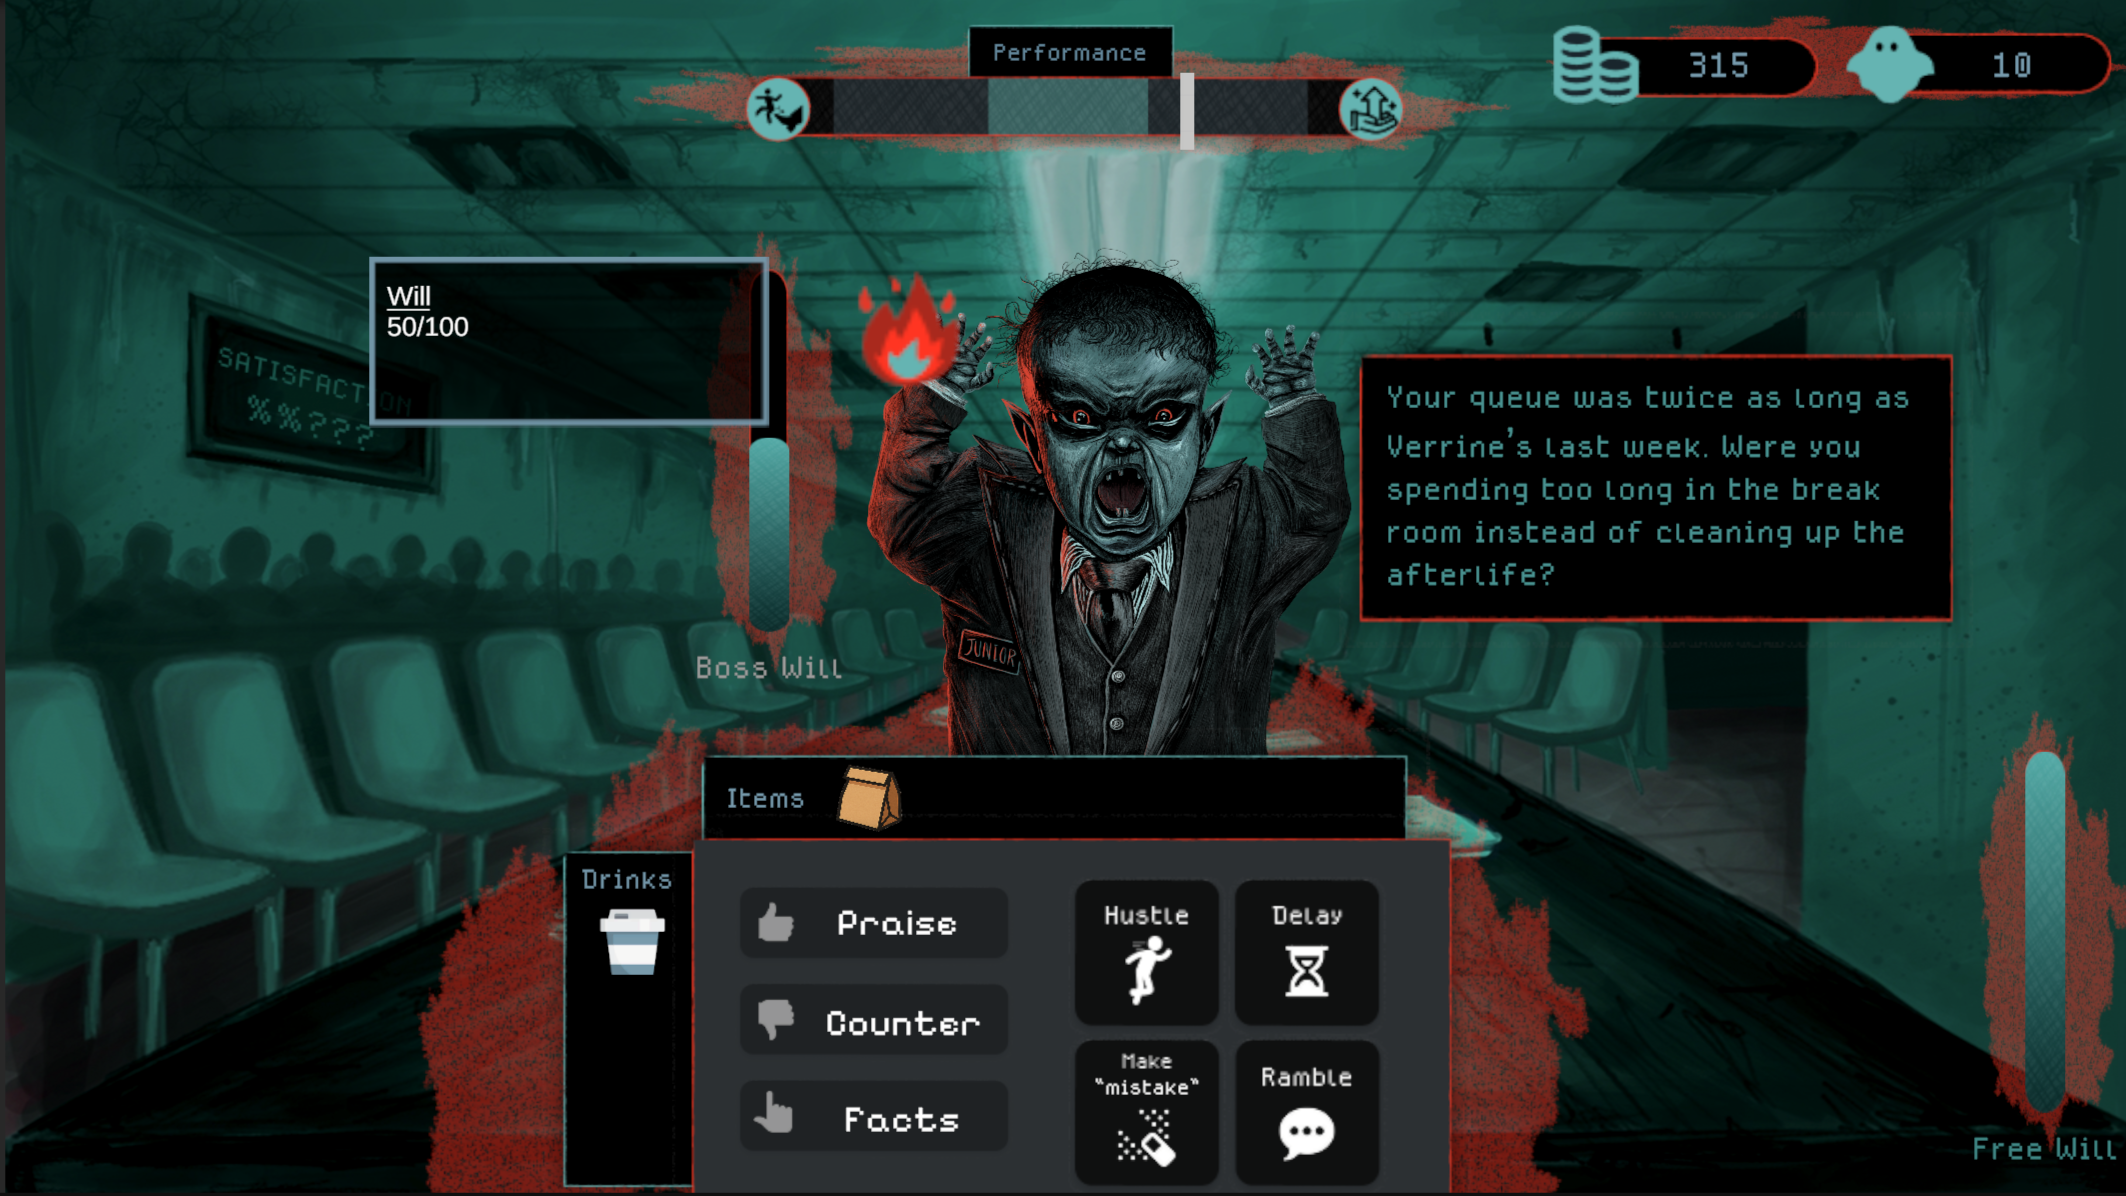 Performance
315
10
Will
50/100
SATISFACTION
%%???
Your queue was twice as long as
Verrine's last week. Were you
spending too long in the break
room instead of cleaning up the
afterlife?
JUNIOR
Boss Will
Items
Drinks
Praise
Counter
Facts
Hustle
Delay
Make
"mistake"
Ramble
Free Will